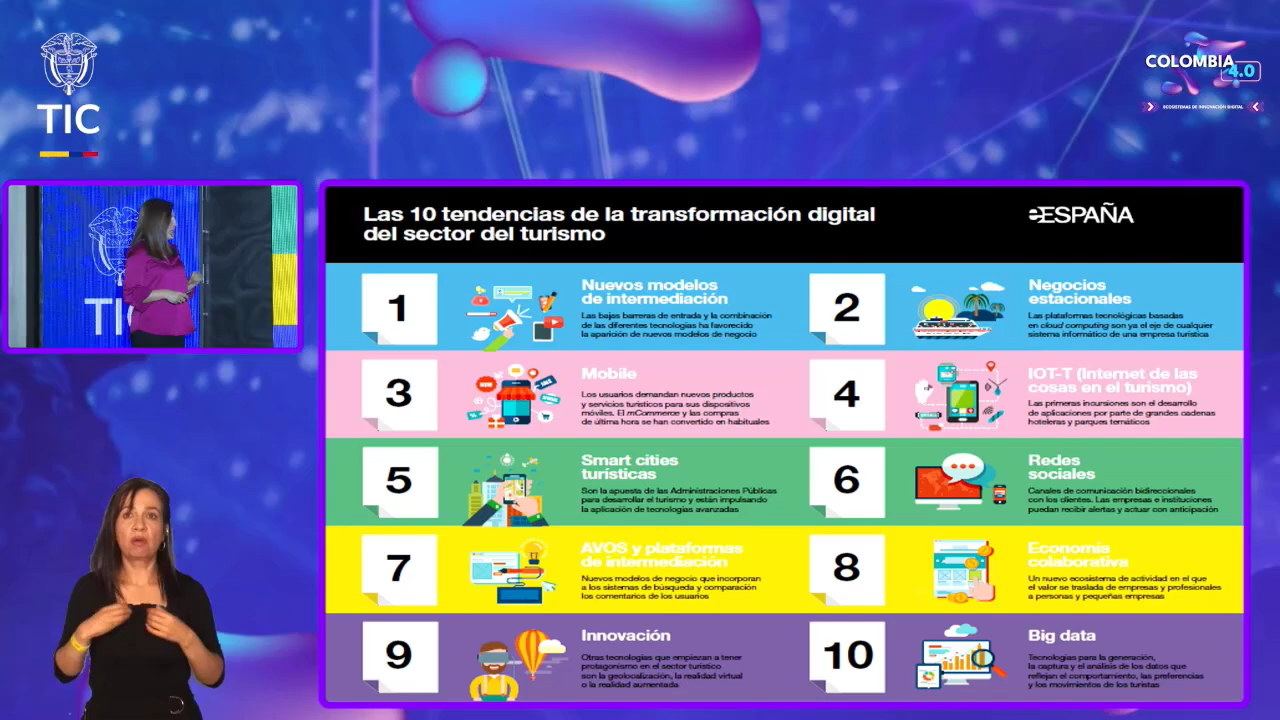 TIC
COLOMBIA
4.0
ECOSISTEMAS DE INNOVACIÓN DIGITAL
TI
Las 10 tendencias de la transformación digital
del sector del turismo
eESPAÑA
1
Nuevos modelos
de intermediación
Las bajas barreras de entrada y la combinación
de las diferentes tecnologías ha favorecido
la aparición de nuevos modelos de negocio
2
Negocios
estacionales
Las plataformas tecnológicas basadas
en cloud computing son ya el eje de cualquier
sistema informático de una empresa turística
3
Mobile
Los usuarios demandan nuevos productos
y servicios turísticos para sus dispositivos
móviles. El mCommerce y las compras
de última hora se han convertido en habituales
4
IOT-T (Internet de las
cosas en el turismo)
Las primeras incursiones son el desarrollo
de aplicaciones por parte de grandes cadenas
hoteleras y parques temáticos
5
Smart cities
turísticas
Son la apuesta de las Administraciones Públicas
para desarrollar el turismo y están impulsando
la aplicación de tecnologías avanzadas
6
Redes
sociales
Canales de comunicación bidireccionales
con los clientes. Las empresas e instituciones
puedan recibir alertas y actuar con anticipación
7
AVOS y plataformas
de intermediación
Nuevos modelos de negocio que incorporan
a los sistemas de búsqueda y comparación
los comentarios de los usuarios
8
Economía
colaborativa
Un nuevo ecosistema de actividad en el que
el valor se traslada de empresas y profesionales
a personas y pequeñas empresas
9
Innovación
Otras tecnologías que empiezan a tener
protagonismo en el sector turístico
son la geolocalización, la realidad virtual
o la realidad aumentada
10
Big data
Tecnologías para la generación,
la captura y el análisis de los datos que
reflejan el comportamiento, las preferencias
y los movimientos de los turistas